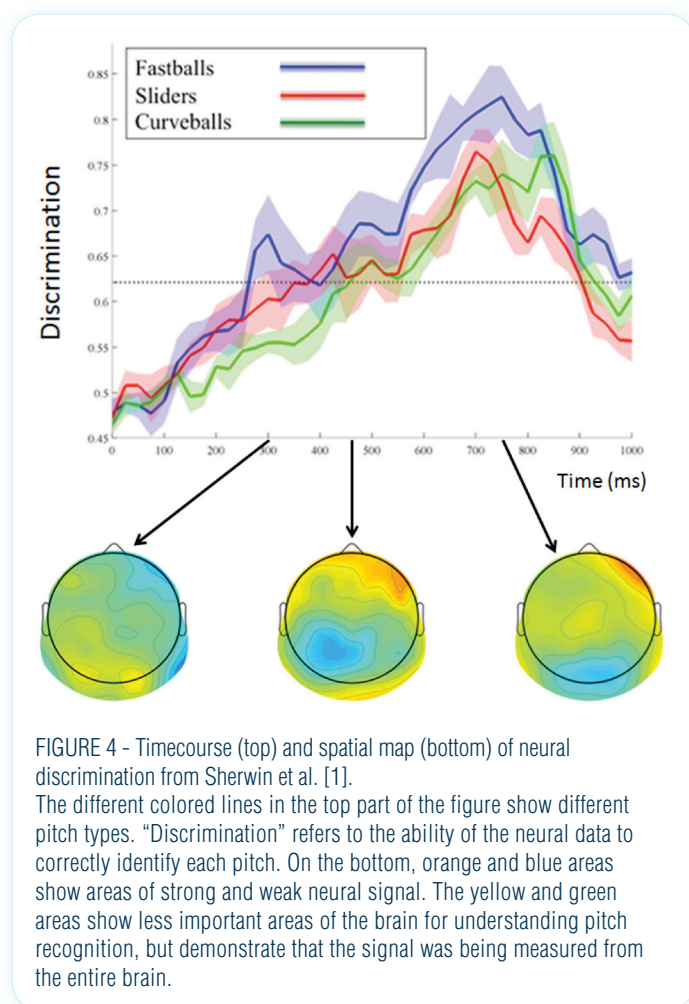 Fastballs
Sliders
Curveballs
Discrimination
0.85
0.8
0.75
0.7
0.65
0.6
0.55
0.5
0.45
0 100 200 300 400 500 600 700 800 900 1000
Time (ms)
FIGURE 4 - Timecourse (top) and spatial map (bottom) of neural
discrimination from Sherwin et al. [1].
The different colored lines in the top part of the figure show different
pitch types. “Discrimination” refers to the ability of the neural data to
correctly identify each pitch. On the bottom, orange and blue areas
show areas of strong and weak neural signal. The yellow and green
areas show less important areas of the brain for understanding pitch
recognition, but demonstrate that the signal was being measured from
the entire brain.